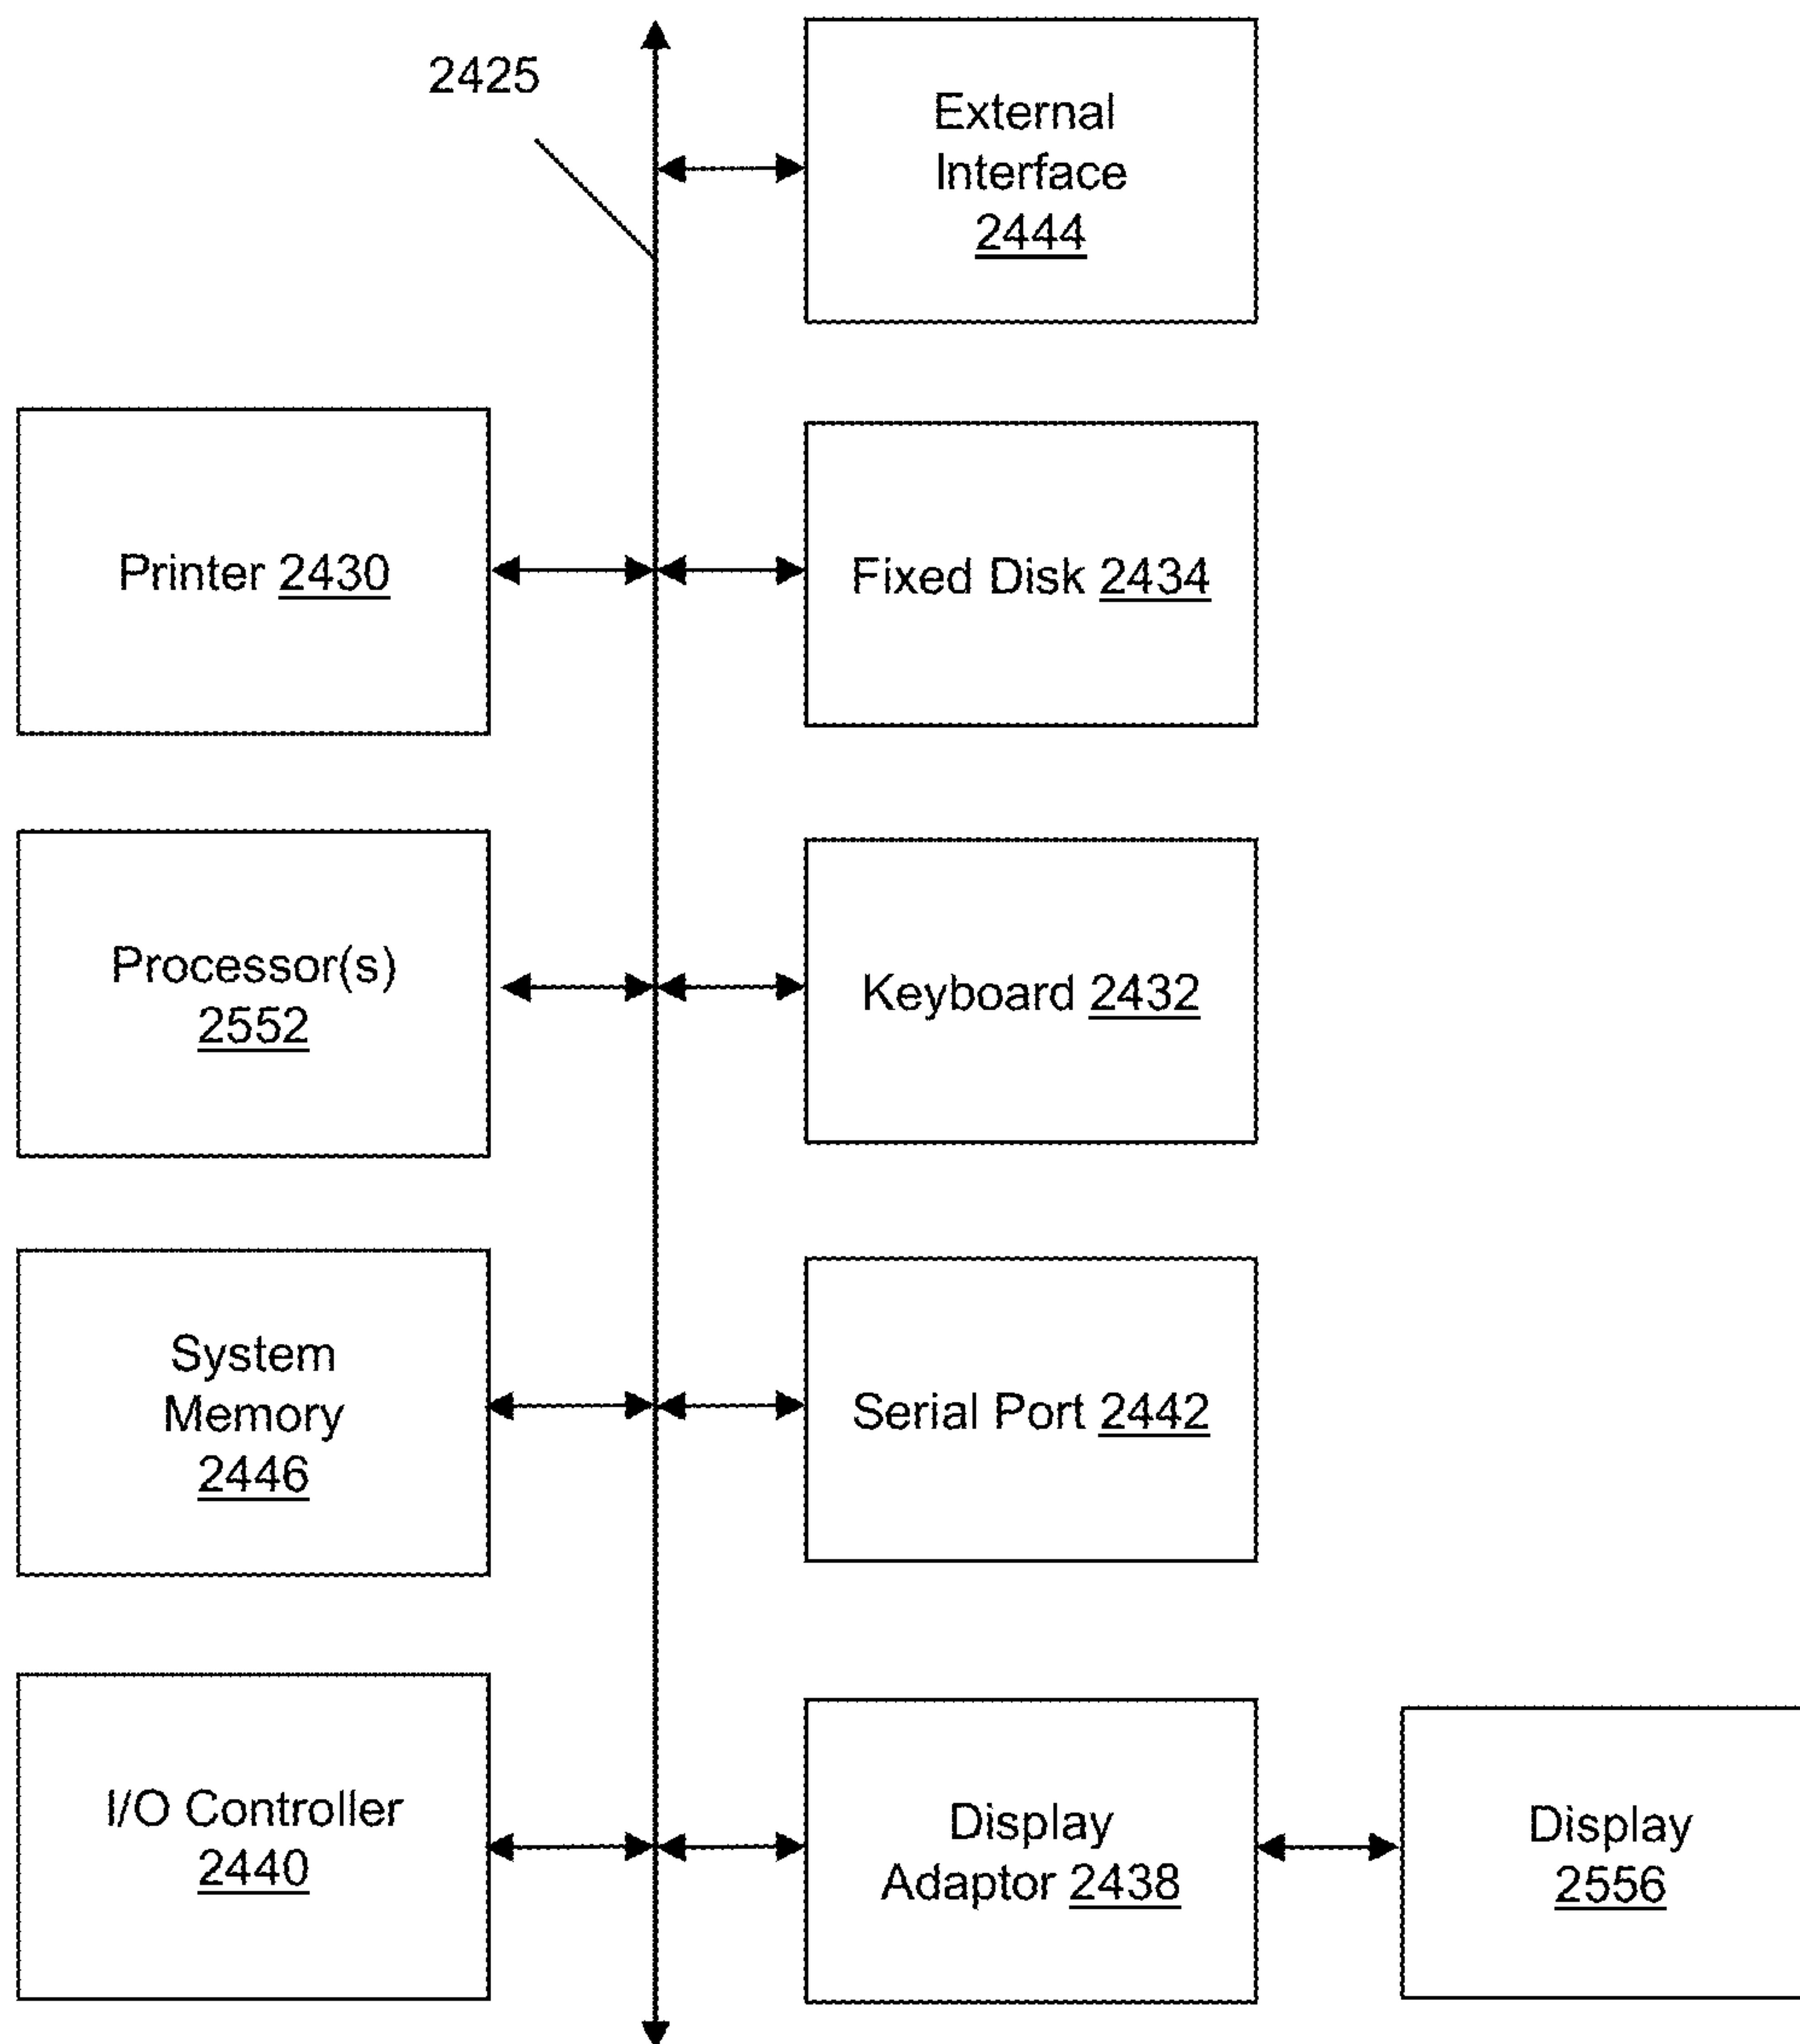 2425
External
Interface
2444
Printer 2430
Fixed Disk 2434
Processor(s)
2552
Keyboard 2432
System
Memory
2446
Serial Port 2442
I/O Controller
2440
Display
Adaptor 2438
Display
2556